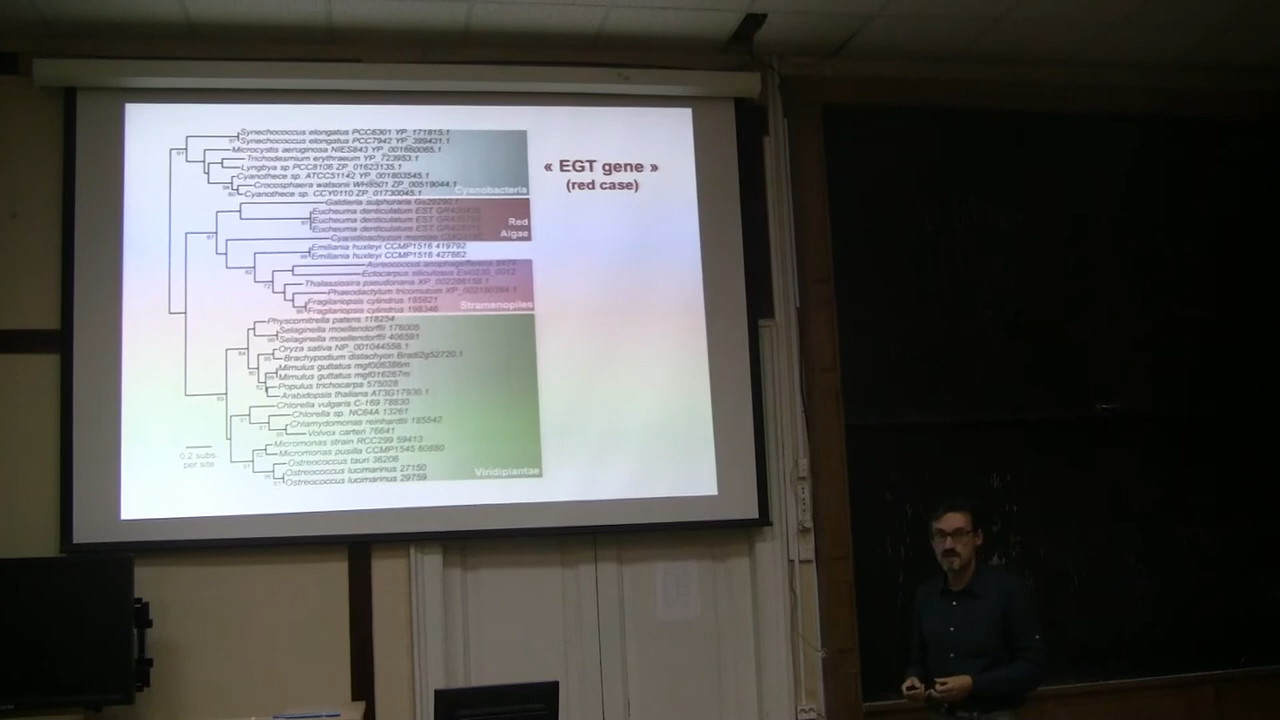 Synechococcus elongatus PCC6301 YP_171815.1
Synechococcus elongatus PCC7942 YP_399431.1
Microcystis aeruginosa NIES843 YP_001660065.1
Trichodesmium erythraeum YP_723953.1
Lyngbya sp PCC8106 ZP_01623135.1
Cyanothece sp. ATCC51142 YP_001803545.1
Crocosphaera watsonii WH8501 ZP_00519044.1
Cyanothece sp. CCY0110 ZP_01730045.1
Cyanobacteria
Galdieria sulphuraria
Eucheuma denticulatum EST
Eucheuma denticulatum EST
Eucheuma denticulatum EST
Red
Algae
Emiliania huxleyi CCMP1516 419792
Emiliania huxleyi CCMP1516 427662
Aureococcus anophagefferens
Ectocarpus siliculosus
Thalassiosira pseudonana
Phaeodactylum tricornutum
Fragilariopsis cylindrus 185821
Fragilariopsis cylindrus 198346
Stramenopiles
Physcomitrella patens 118254
Selaginella moellendorffii 176005
Selaginella moellendorffii 406591
Oryza sativa NP_001044558.1
Brachypodium distachyon Bradi2g52720.1
Mimulus guttatus mgf006386m
Mimulus guttatus mgf016267m
Populus trichocarpa 575028
Arabidopsis thaliana AT3G17930.1
Chlorella vulgaris C-169 78830
Chlorella sp. NC64A 13261
Chlamydomonas reinhardtii 185542
Volvox carteri 76641
Micromonas strain RCC299 59413
Micromonas pusilla CCMP1545 60880
Ostreococcus tauri 36206
Ostreococcus lucimarinus 27150
Ostreococcus lucimarinus 29759
Viridiplantae
0.2 subs.
per site
« EGT gene »
(red case)